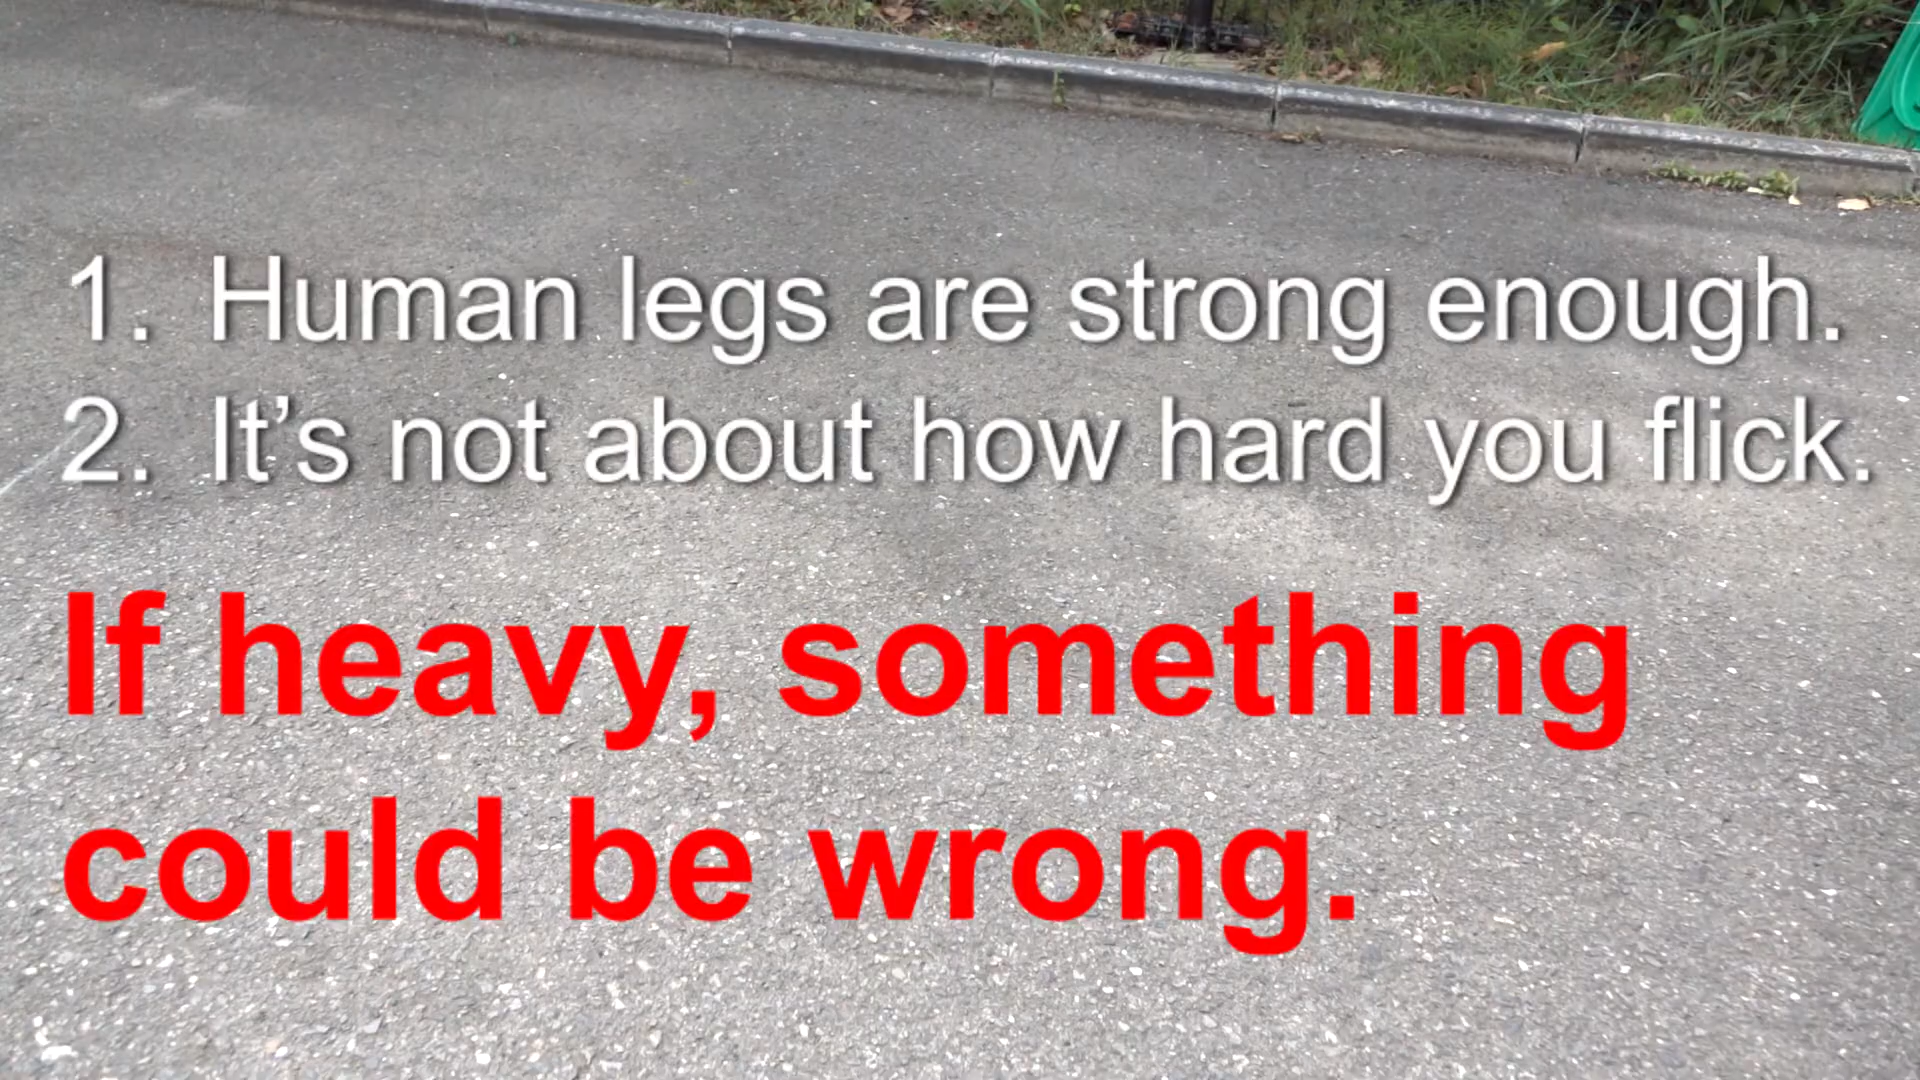 1. Human legs are strong enough.
2. It’s not about how hard you flick.
If heavy, something
could be wrong.